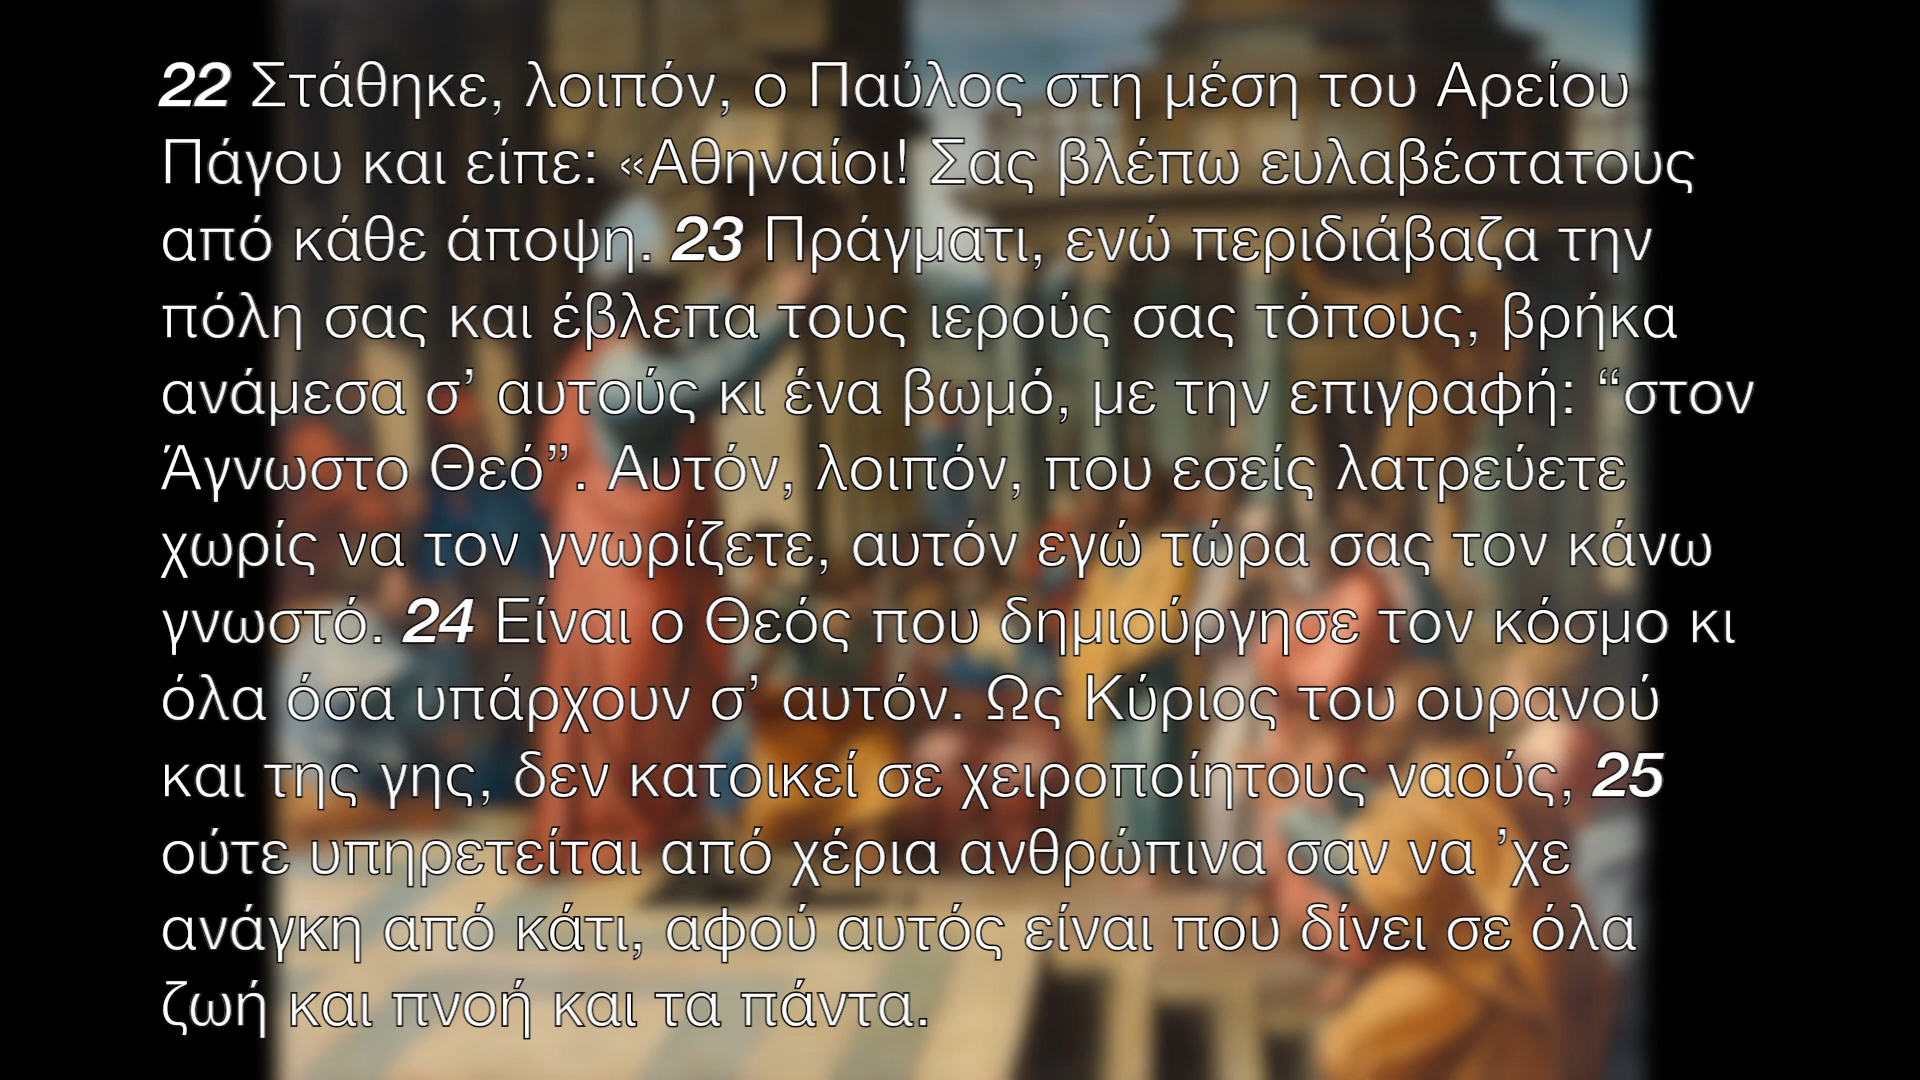 22 Στάθηκε, λοιπόν, ο Παύλος στη μέση του Αρείου
Πάγου και είπε: «Αθηναίοι! Σας βλέπω ευλαβέστατους
από κάθε άποψη. 23 Πράγματι, ενώ περιδιάβαζα την
πόλη σας και έβλεπα τους ιερούς σας τόπους, βρήκα
ανάμεσα σ’ αυτούς κι ένα βωμό, με την επιγραφή: “στον
Άγνωστο Θεό”. Αυτόν, λοιπόν, που εσείς λατρεύετε
χωρίς να τον γνωρίζετε, αυτόν εγώ τώρα σας τον κάνω
γνωστό. 24 Είναι ο Θεός που δημιούργησε τον κόσμο κι
όλα όσα υπάρχουν σ’ αυτόν. Ως Κύριος του ουρανού
και της γης, δεν κατοικεί σε χειροποίητους ναούς, 25
ούτε υπηρετείται από χέρια ανθρώπινα σαν να ’χε
ανάγκη από κάτι, αφού αυτός είναι που δίνει σε όλα
ζωή και πνοή και τα πάντα.